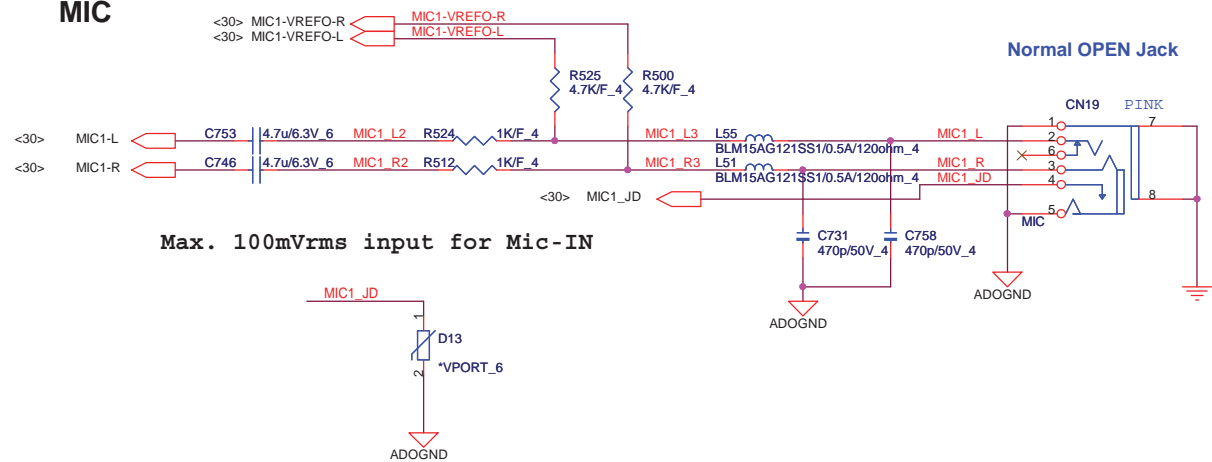 MIC
<30> MIC1-VREFO-R MIC1-VREFO-R
<30> MIC1-VREFO-L MIC1-VREFO-L
Normal OPEN Jack
R525
4.7K/F_4
R500
4.7K/F_4
CN19 PINK
<30> MIC1-L C753 4.7u/6.3V_6 MIC1_L2 R524 1K/F_4 MIC1_L3 L55 MIC1_L
BLM15AG121SS1/0.5A/120ohm_4
<30> MIC1-R C746 4.7u/6.3V_6 MIC1_R2 R512 1K/F_4 MIC1_R3 L51 MIC1_R
BLM15AG121SS1/0.5A/120ohm_4
MIC1_JD
<30> MIC1_JD
1
2
6
3
4
5
7
8
MIC
Max. 100mVrms input for Mic-IN
C731
470p/50V_4
C758
470p/50V_4
ADOGND
ADOGND
MIC1_JD
1
D13
*VPORT_6
2
ADOGND